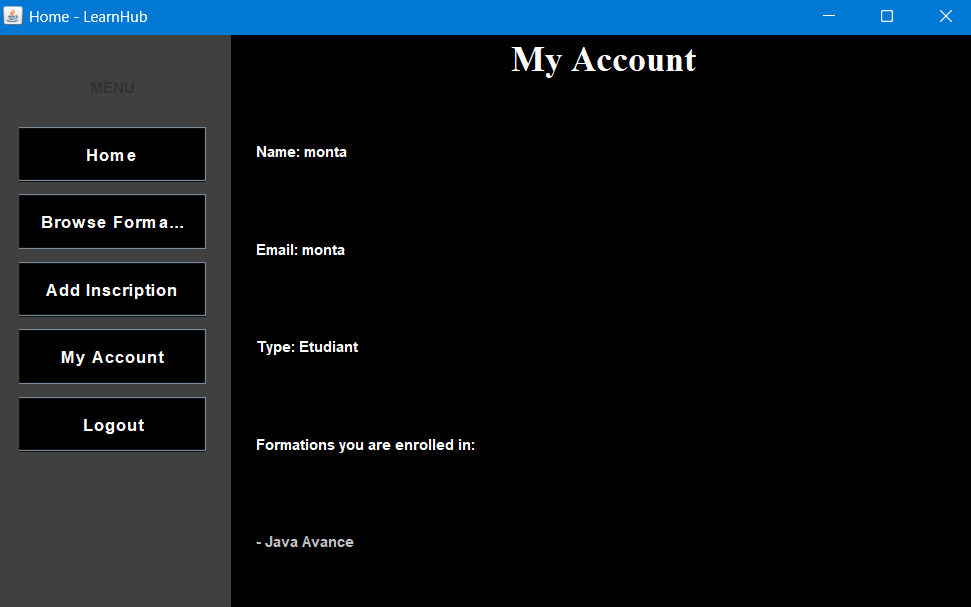 Home - LearnHub
MENU
Home
Browse Forma...
Add Inscription
My Account
Logout
My Account
Name: monta
Email: monta
Type: Etudiant
Formations you are enrolled in:
- Java Avance